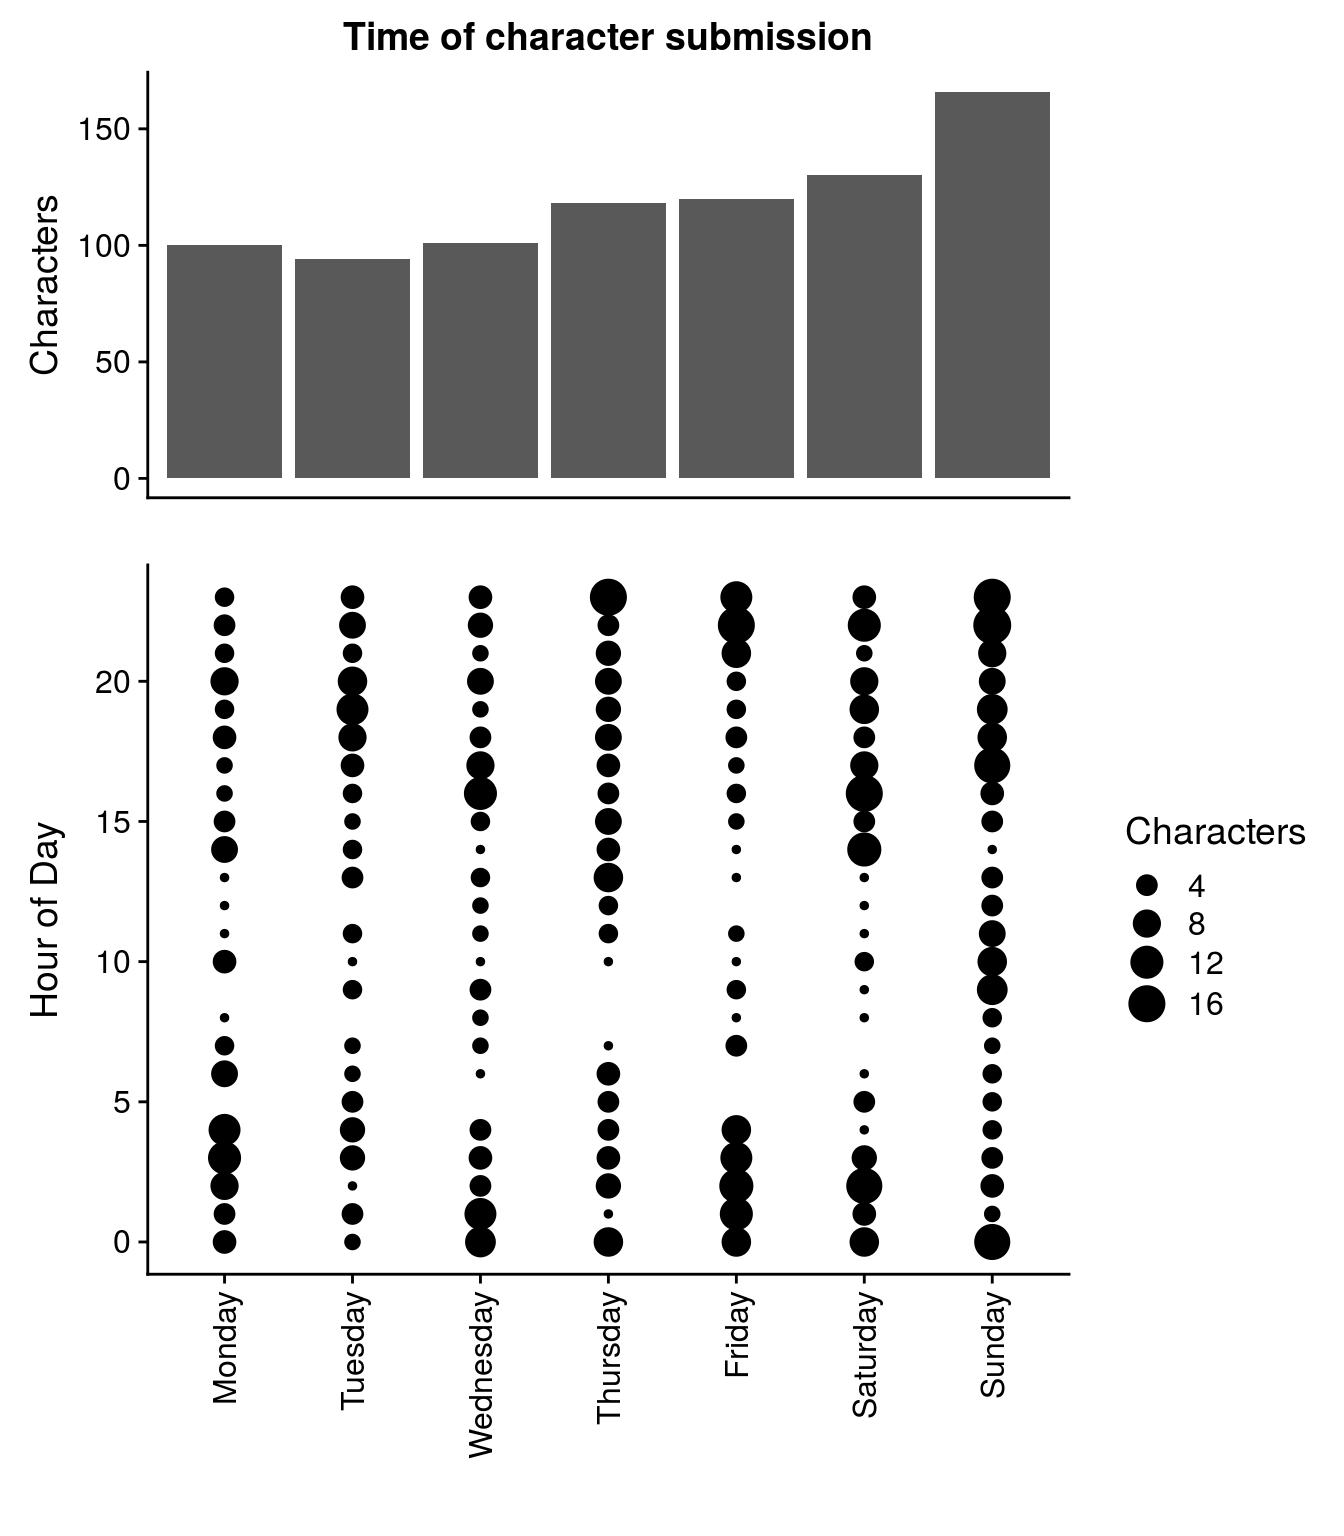 Time of character submission
Characters
150
100
50
0
Hour of Day
20
15
10
5
0
Monday
Tuesday
Wednesday
Thursday
Friday
Saturday
Sunday
Characters
4
8
12
16